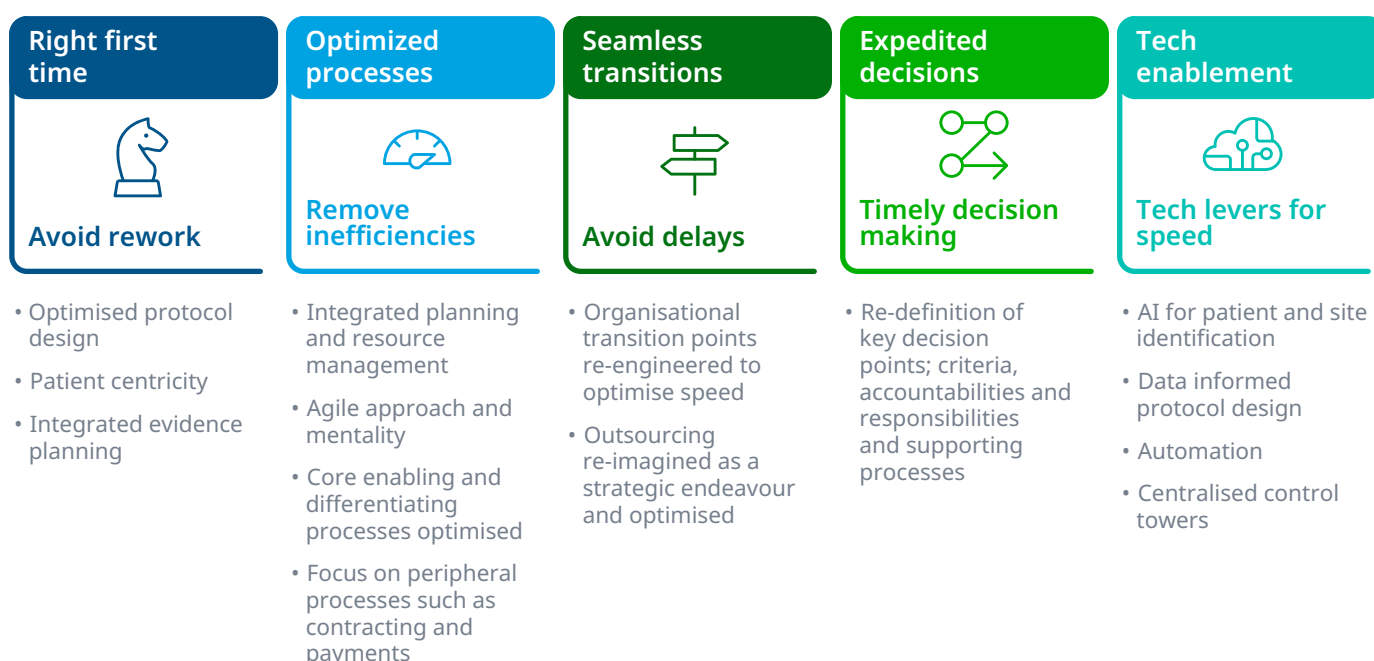 Right first
time
Avoid rework
• Optimised protocol
design
• Patient centricity
• Integrated evidence
planning
Optimized
processes
Remove
inefficiencies
• Integrated planning
and resource
management
• Agile approach and
mentality
• Core enabling and
differentiating
processes optimised
• Focus on peripheral
processes such as
contracting and
payments
Seamless
transitions
Avoid delays
• Organisational
transition points
re-engineered to
optimise speed
• Outsourcing
re-imagined as a
strategic endeavour
and optimised
Expedited
decisions
Timely decision
making
• Re-definition of
key decision
points; criteria,
accountabilities and
responsibilities
and supporting
processes
Tech
enablement
Tech levers for
speed
• AI for patient and site
identification
• Data informed
protocol design
• Automation
• Centralised control
towers